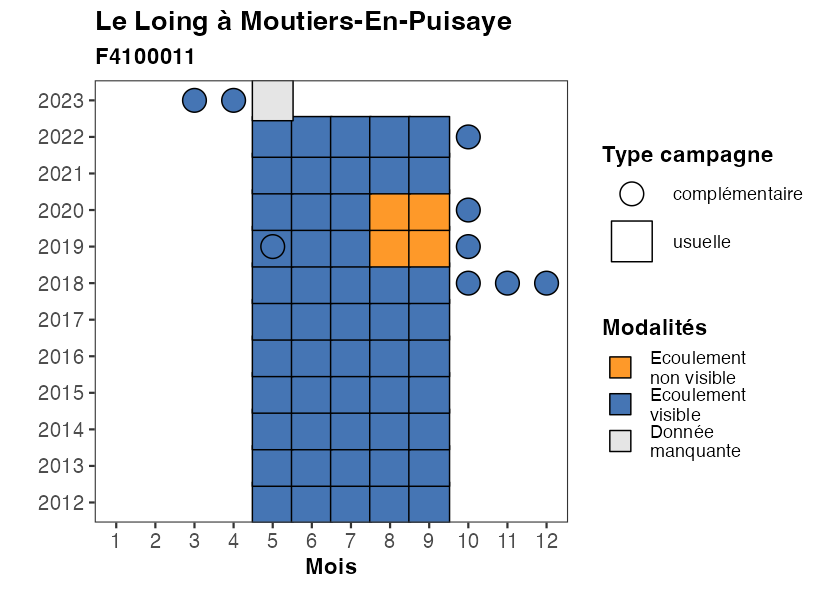 Le Loing à Moutiers-En-Puisaye
F4100011
2023
2022
2021
2020
2019
2018
2017
2016
2015
2014
2013
2012
1 2 3 4 5 6 7 8 9 10 11 12
Mois
Type campagne
complémentaire
usuelle
Modalités
Ecoulement
non visible
Ecoulement
visible
Donnée
manquante